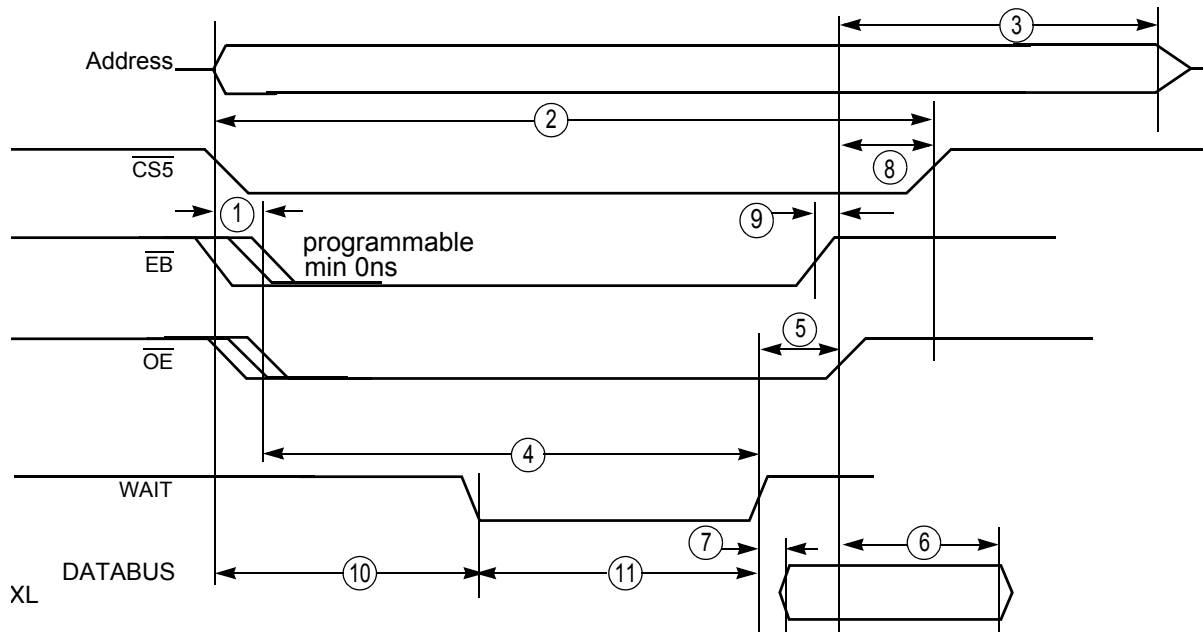 3
Address
2
CS5
8
1
9
programmable
min 0ns
EB
5
OE
4
WAIT
7
6
DATABUS
10
11
XL